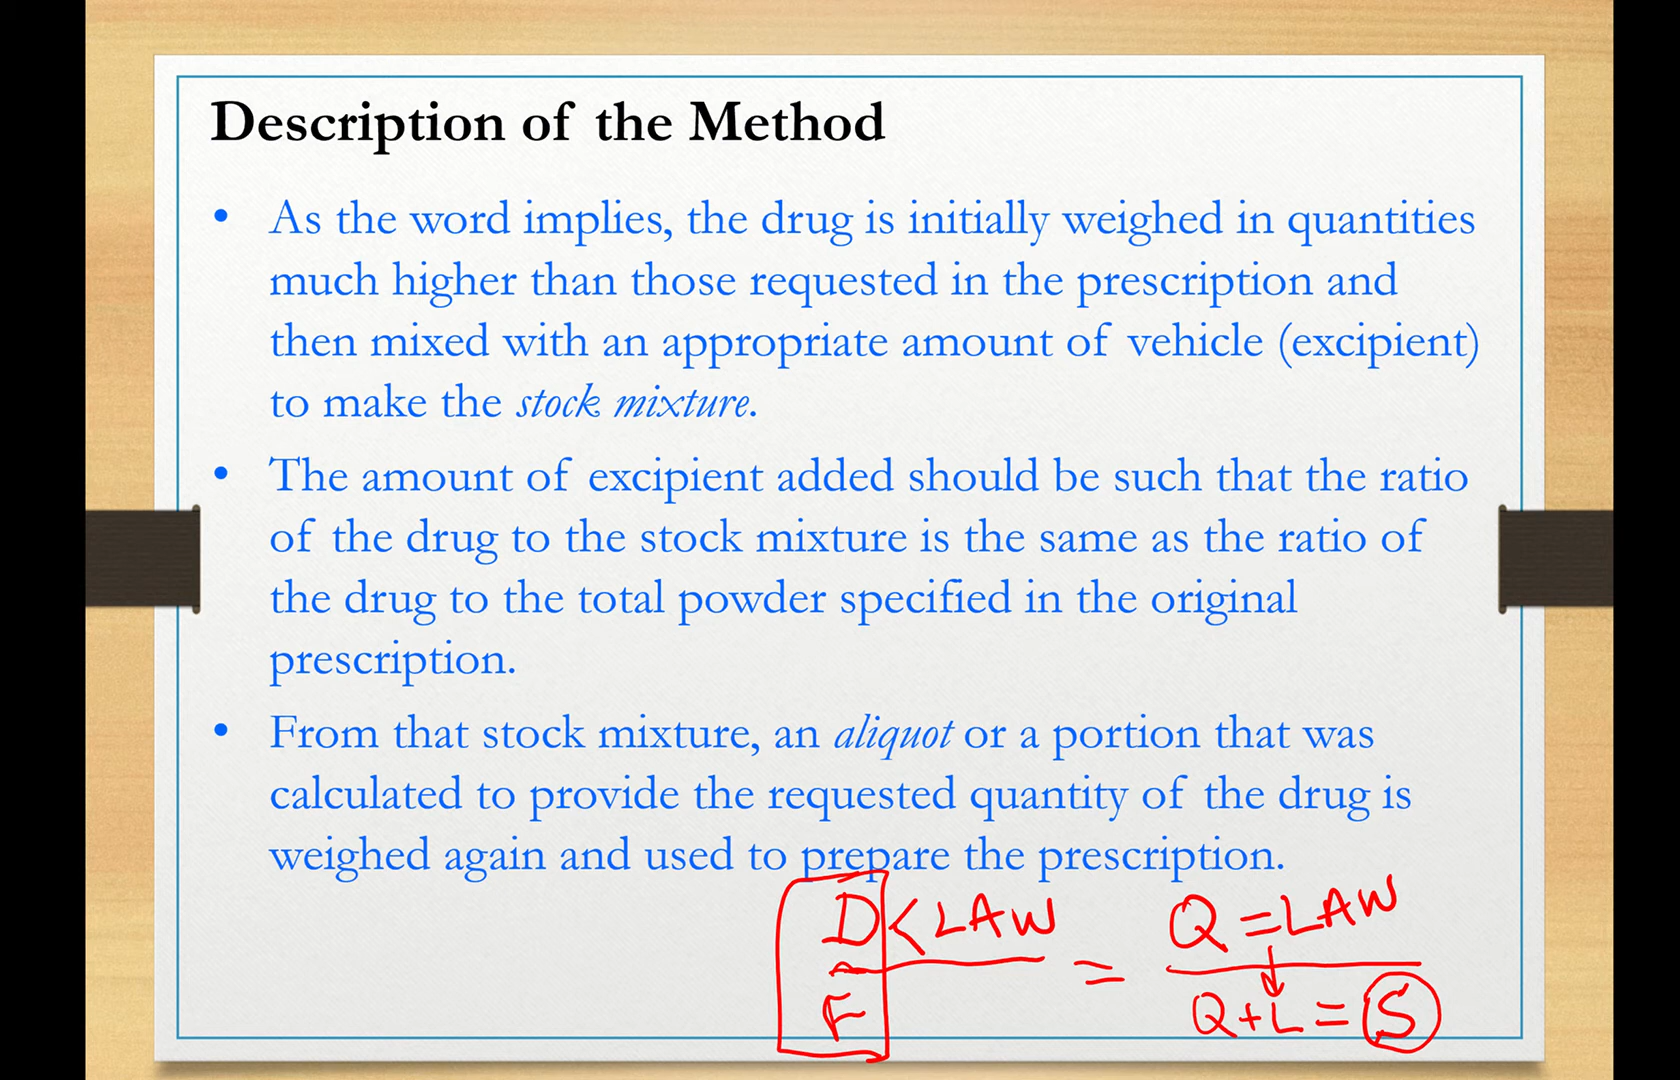 Description of the Method
• As the word implies, the drug is initially weighed in quantities
much higher than those requested in the prescription and
then mixed with an appropriate amount of vehicle (excipient)
to make the stock mixture.
• The amount of excipient added should be such that the ratio
of the drug to the stock mixture is the same as the ratio of
the drug to the total powder specified in the original
prescription.
• From that stock mixture, an aliquot or a portion that was
calculated to provide the requested quantity of the drug is
weighed again and used to prepare the prescription.
D < LAW = Q = LAW
F Q + L = S